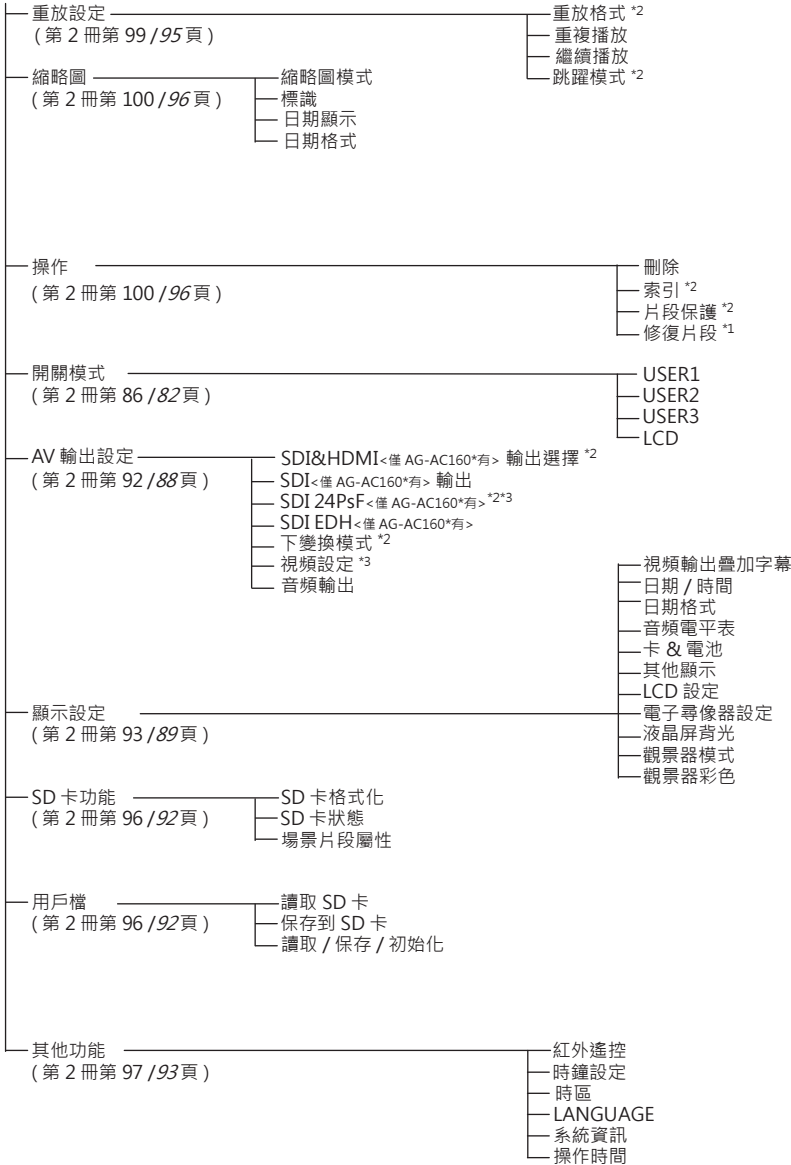 重放設定
( 第 2 冊第 99 / 95 頁 )
重放格式 *2
重複播放
繼續播放
跳躍模式 *2
縮略圖
( 第 2 冊第 100 / 96 頁 )
縮略圖模式
標識
日期顯示
日期格式
操作
( 第 2 冊第 100 / 96 頁 )
刪除
索引 *2
片段保護 *2
修復片段 *1
開關模式
( 第 2 冊第 86 / 82 頁 )
USER1
USER2
USER3
LCD
AV 輸出設定
( 第 2 冊第 92 / 88 頁 )
SDI&HDMI<僅 AG-AC160*有> 輸出選擇 *2
SDI<僅 AG-AC160*有> 輸出
SDI 24PsF<僅 AG-AC160*有>*2*3
SDI EDH<僅 AG-AC160*有>
下變換模式 *2
視頻設定 *3
音頻輸出
顯示設定
( 第 2 冊第 93 / 89 頁 )
視頻輸出疊加字幕
日期 / 時間
日期格式
音頻電平表
卡 & 電池
其他顯示
LCD 設定
電子尋像器設定
液晶屏背光
觀景器模式
觀景器彩色
SD 卡功能
( 第 2 冊第 96 / 92 頁 )
SD 卡格式化
SD 卡狀態
場景片段屬性
用戶檔
( 第 2 冊第 96 / 92 頁 )
讀取 SD 卡
保存到 SD 卡
讀取 / 保存 / 初始化
其他功能
( 第 2 冊第 97 / 93 頁 )
紅外遙控
時鐘設定
時區
LANGUAGE
系統資訊
操作時間